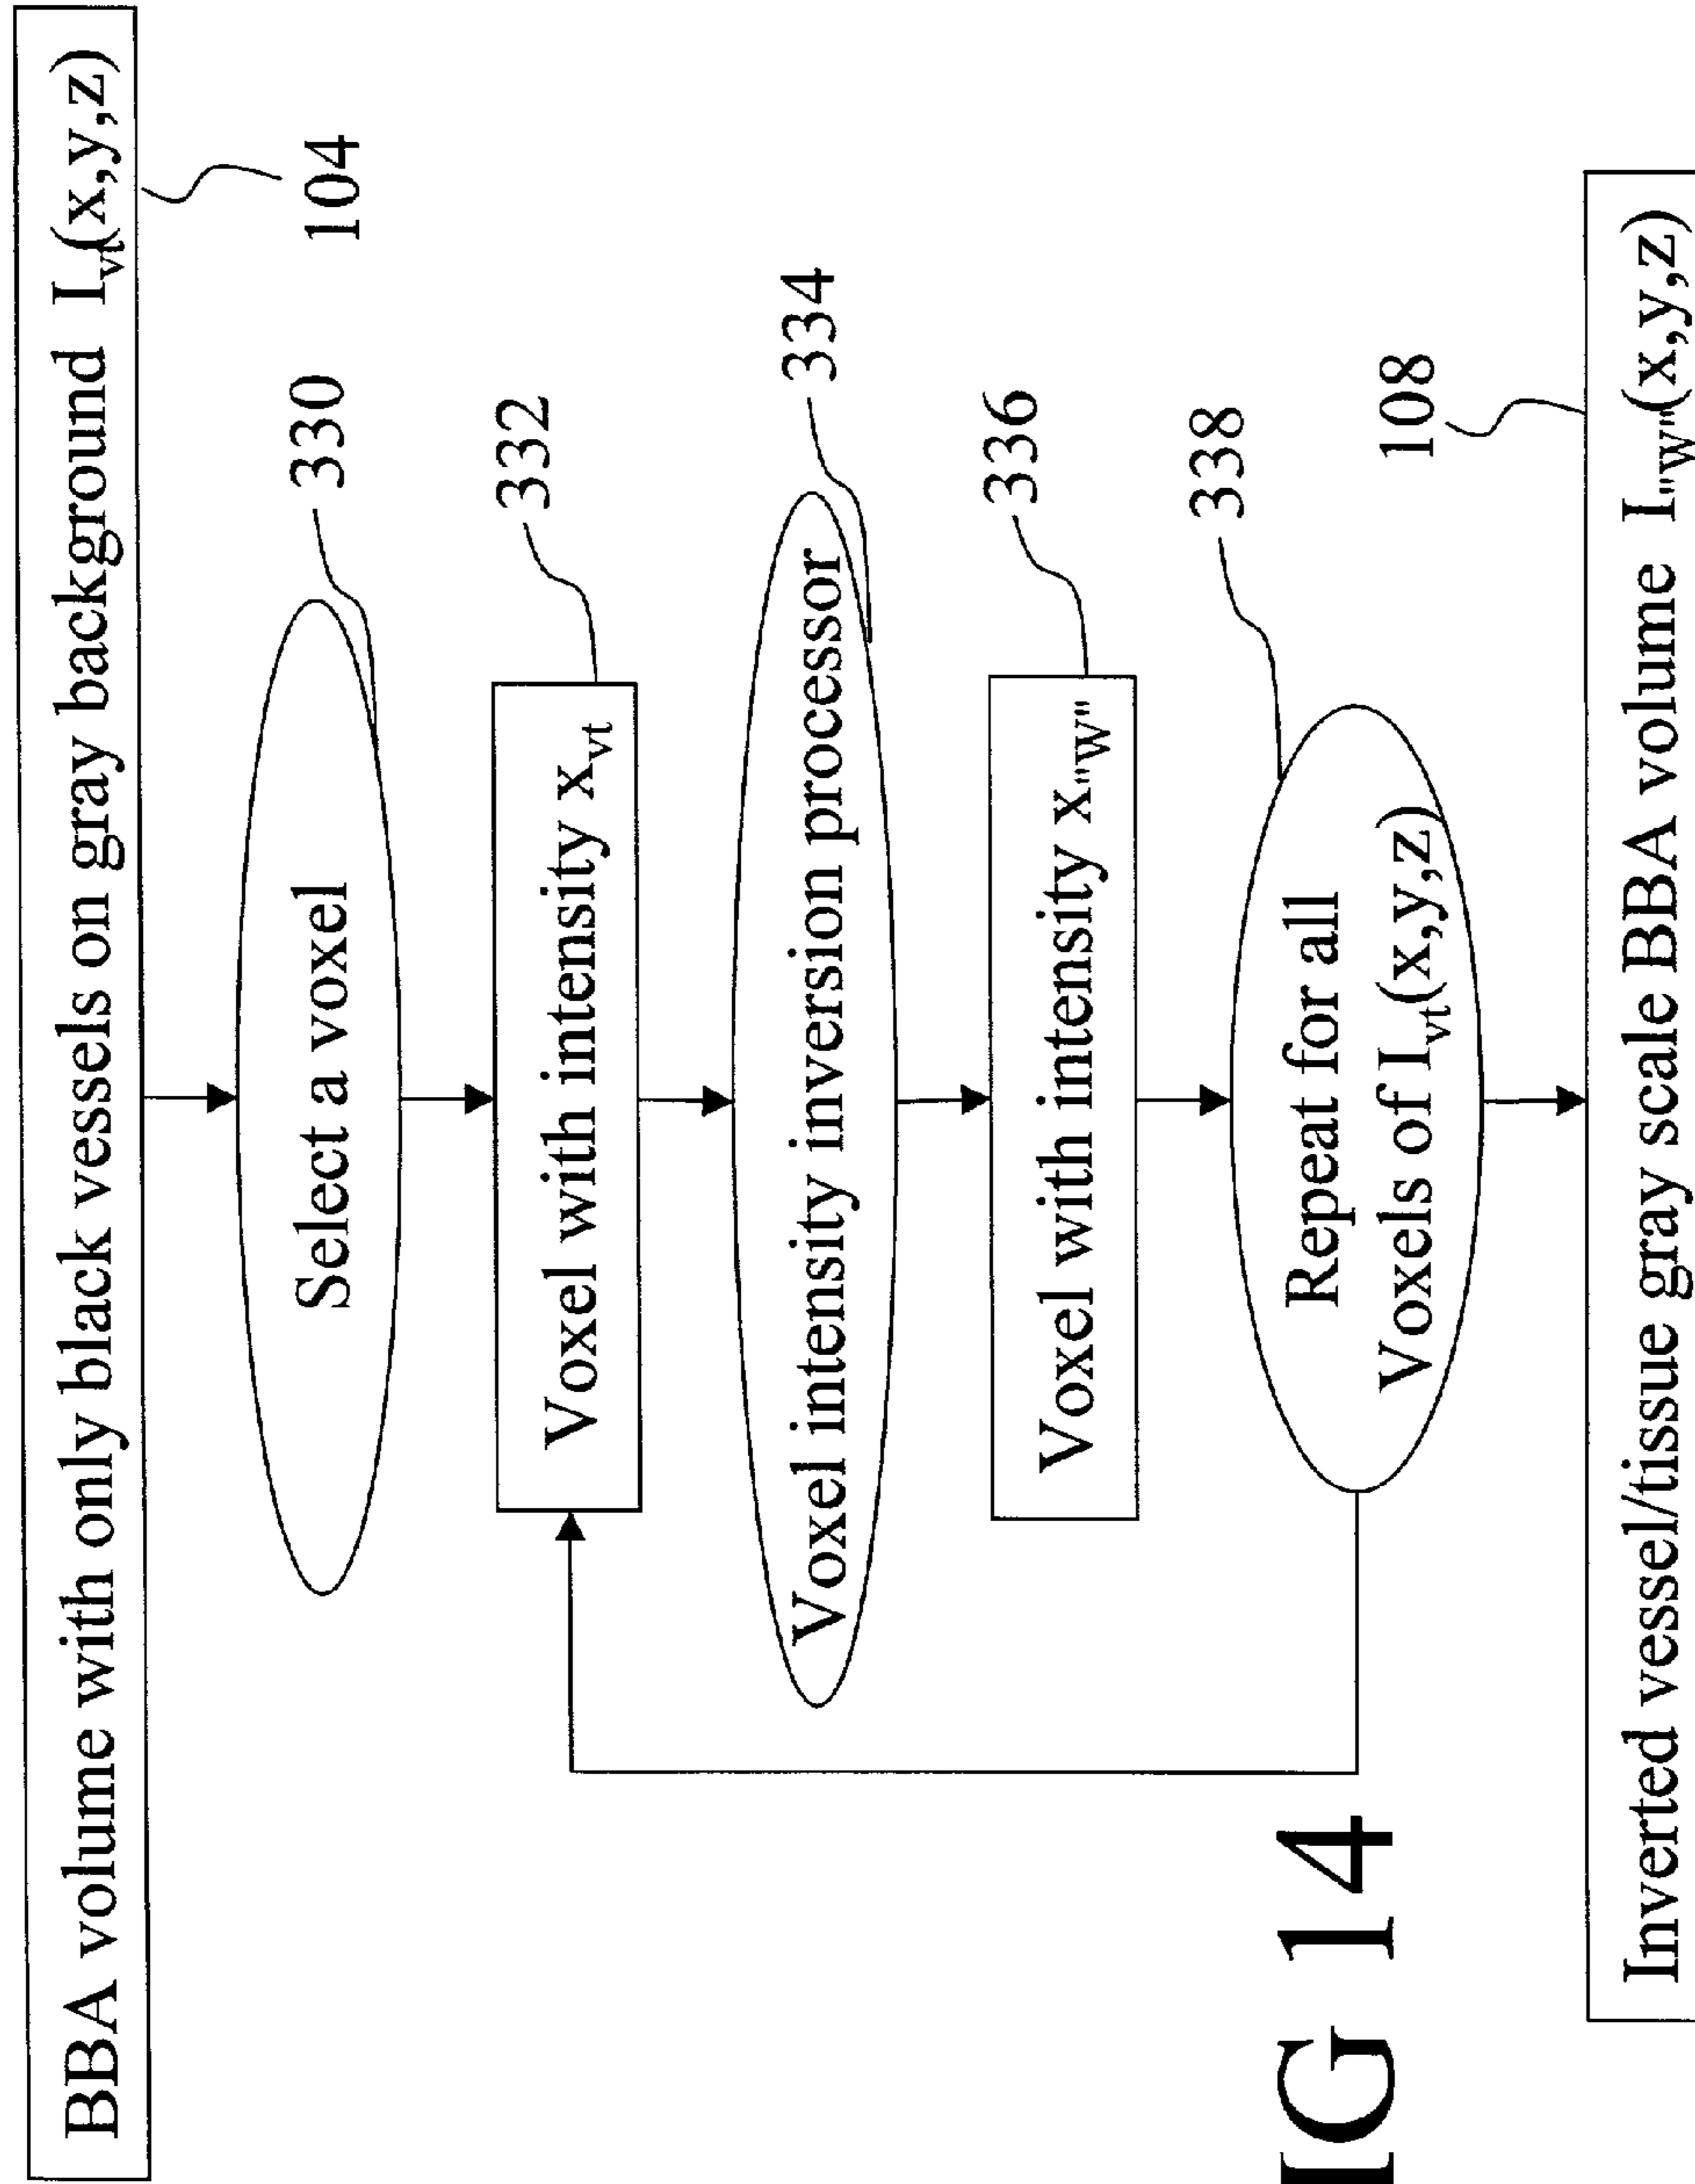 BBA volume with only black vessels on gray background I_vt(x,y,z)
104
Select a voxel
330
Voxel with intensity x_vt
332
Voxel intensity inversion processor
334
Voxel with intensity x_"W"
336
Repeat for all
Voxels of I_vt(x,y,z)
338
108
Inverted vessel/tissue gray scale BBA volume I_"W"(x,y,z)
IG 14